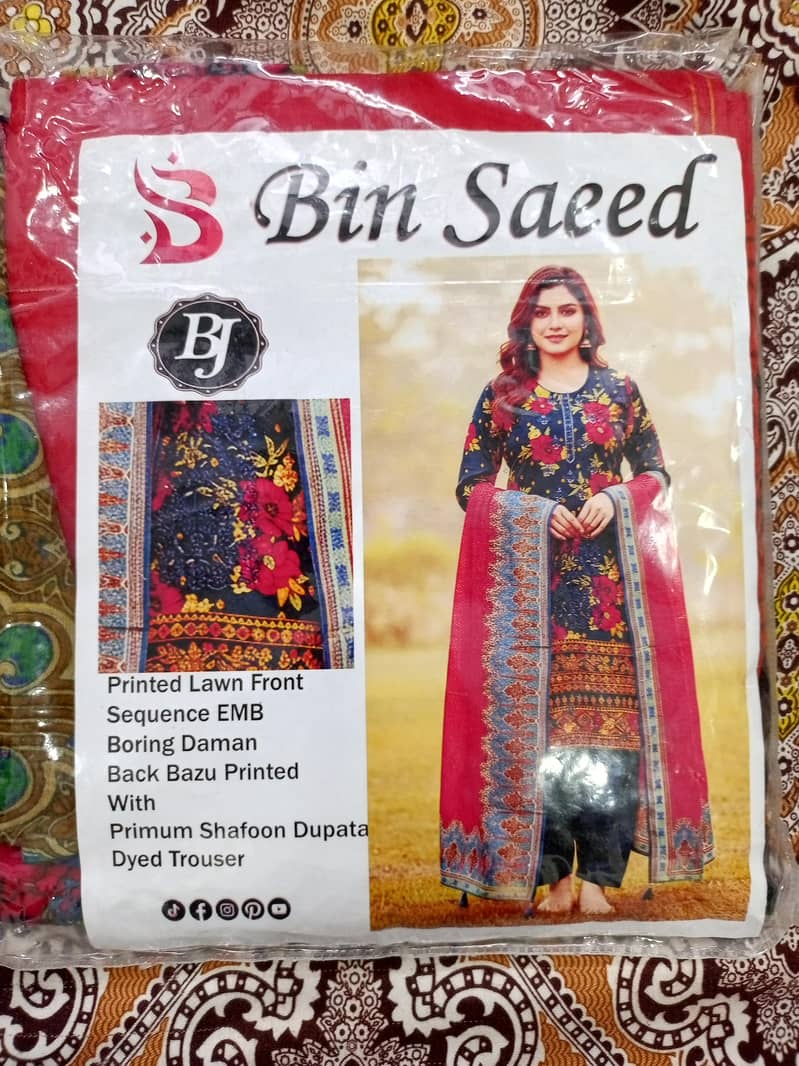 Bin Saeed
BJ
Printed Lawn Front
Sequence EMB
Boring Daman
Back Bazu Printed
With
Primum Shafoon Dupata
Dyed Trouser